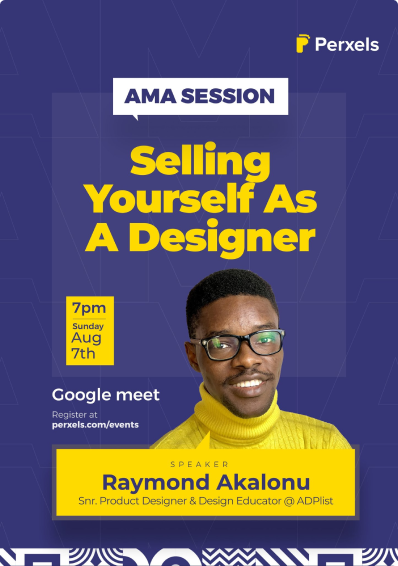 Perxels
AMA SESSION
Selling
Yourself As
A Designer
7pm
Sunday
Aug
7th
Google meet
Register at
perxels.com/events
SPEAKER
Raymond Akalonu
Snr. Product Designer & Design Educator @ ADPlist